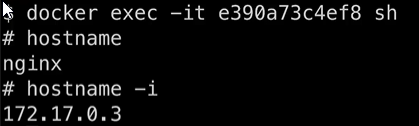 $ docker exec -it e390a73c4ef8 sh
# hostname
nginx
# hostname -i
172.17.0.3